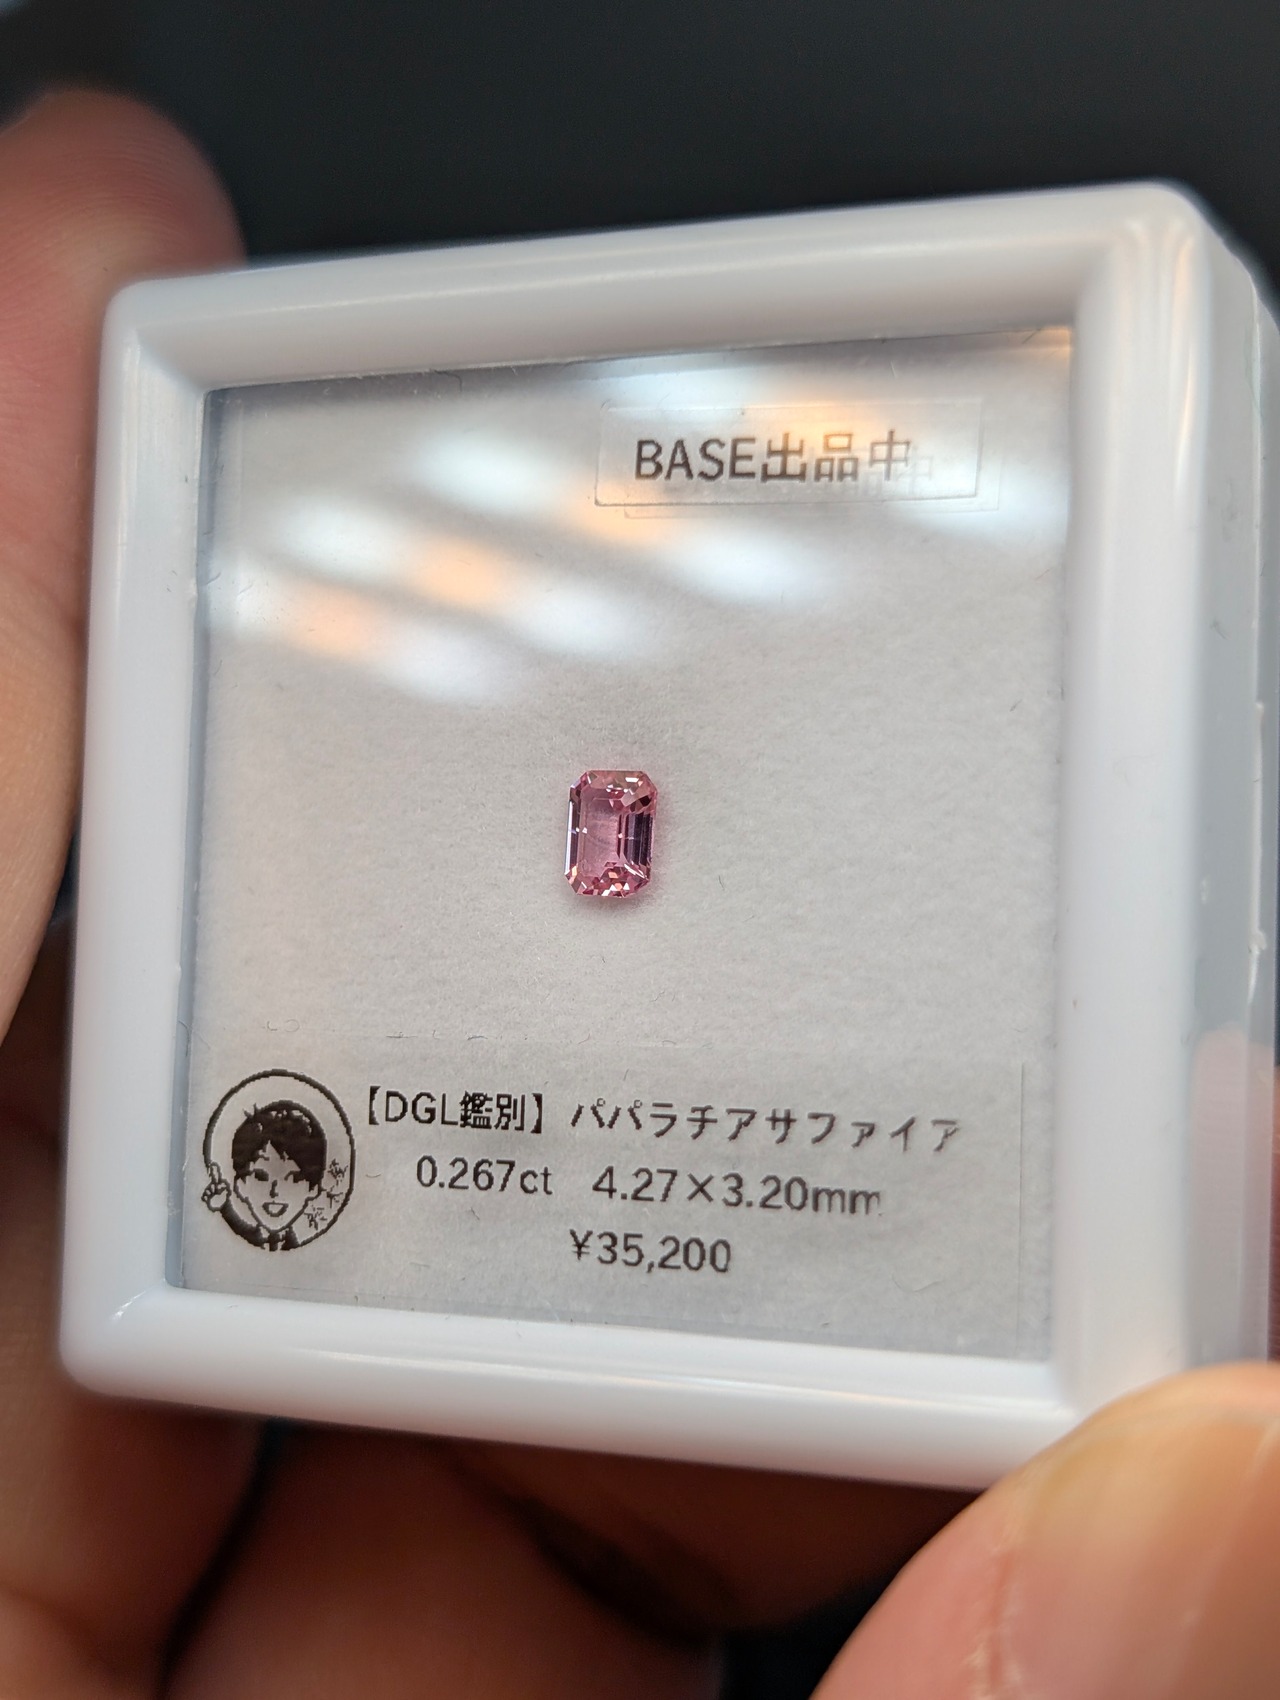 BASE出品中
【DGL鑑別】パパラチアサファイア
0.267ct 4.27×3.20mm
¥35,200